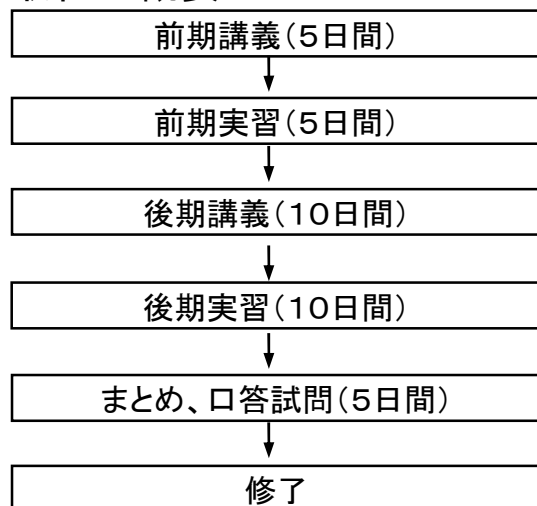 前期講義(５日間)
前期実習(５日間)
後期講義(１０日間)
後期実習(１０日間)
まとめ、口答試問(５日間)
修了